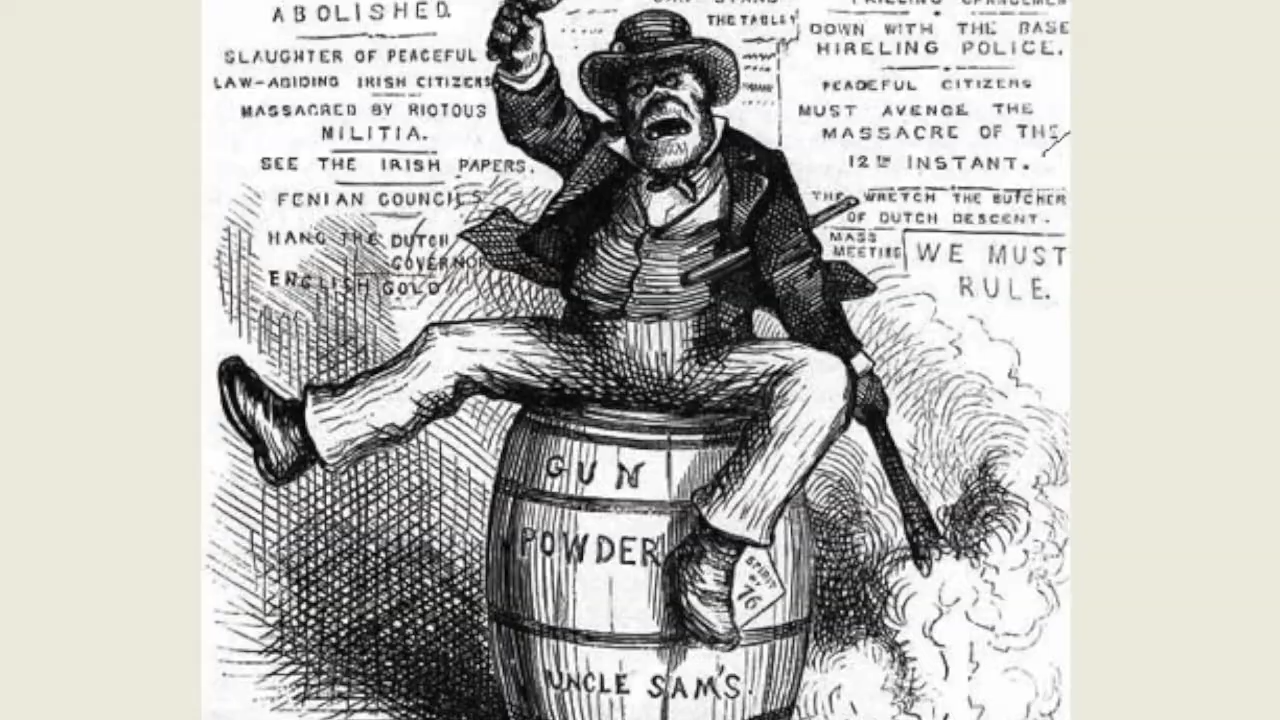 ABOLISHED.
SLAUGHTER OF PEACEFUL
LAW-ABIDING IRISH CITIZENS
MASSACRED BY RIOTOUS
MILITIA.
SEE THE IRISH PAPERS.
FENIAN COUNCILS
HANG THE DUTCH
GOVERNOR
ENGLISH GOLD
THE TABLET
DOWN WITH THE BASE
HIRELING POLICE.
PEACEFUL CITIZENS
MUST AVENGE THE
MASSACRE OF THE
12TH INSTANT.
THE WRETCH THE BUTCHER
OF DUTCH DESCENT.
MASS
MEETING
WE MUST
RULE.
GUN
POWDER
SPIRIT
OF
76
UNCLE SAM'S.